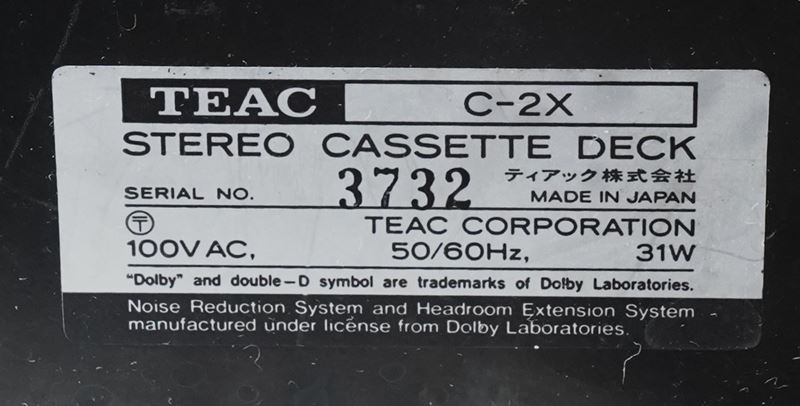 TEAC C-2X
STEREO CASSETTE DECK
ティアック株式会社
SERIAL NO. 3732 MADE IN JAPAN
〒 TEAC CORPORATION
100V AC, 50/60Hz, 31W
"Dolby" and double-D symbol are trademarks of Dolby Laboratories.
Noise Reduction System and Headroom Extension System
manufactured under license from Dolby Laboratories.